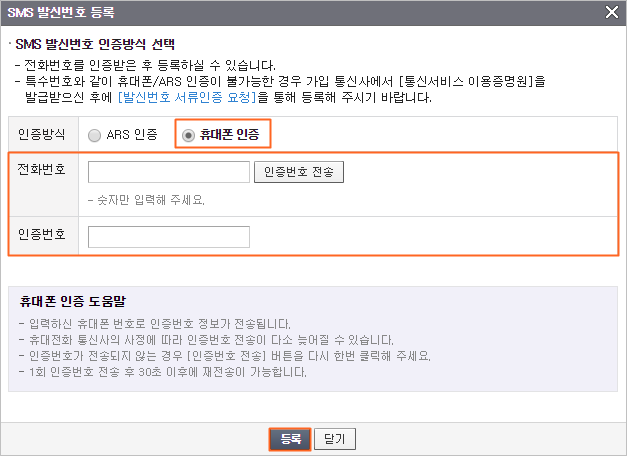 SMS 발신번호 등록
· SMS 발신번호 인증방식 선택
- 전화번호를 인증받은 후 등록하실 수 있습니다.
- 특수번호와 같이 휴대폰/ARS 인증이 불가능한 경우 가입 통신사에서 [통신서비스 이용증명원]을
발급받으신 후에 [발신번호 서류인증 요청]을 통해 등록해 주시기 바랍니다.
인증방식 ARS 인증 휴대폰 인증
전화번호 인증번호 전송
- 숫자만 입력해 주세요.
인증번호
휴대폰 인증 도움말
- 입력하신 휴대폰 번호로 인증번호 정보가 전송됩니다.
- 휴대전화 통신사의 사정에 따라 인증번호 전송이 다소 늦어질 수 있습니다.
- 인증번호가 전송되지 않는 경우 [인증번호 전송] 버튼을 다시 한번 클릭해 주세요.
- 1회 인증번호 전송 후 30초 이후에 재전송이 가능합니다.
등록 닫기